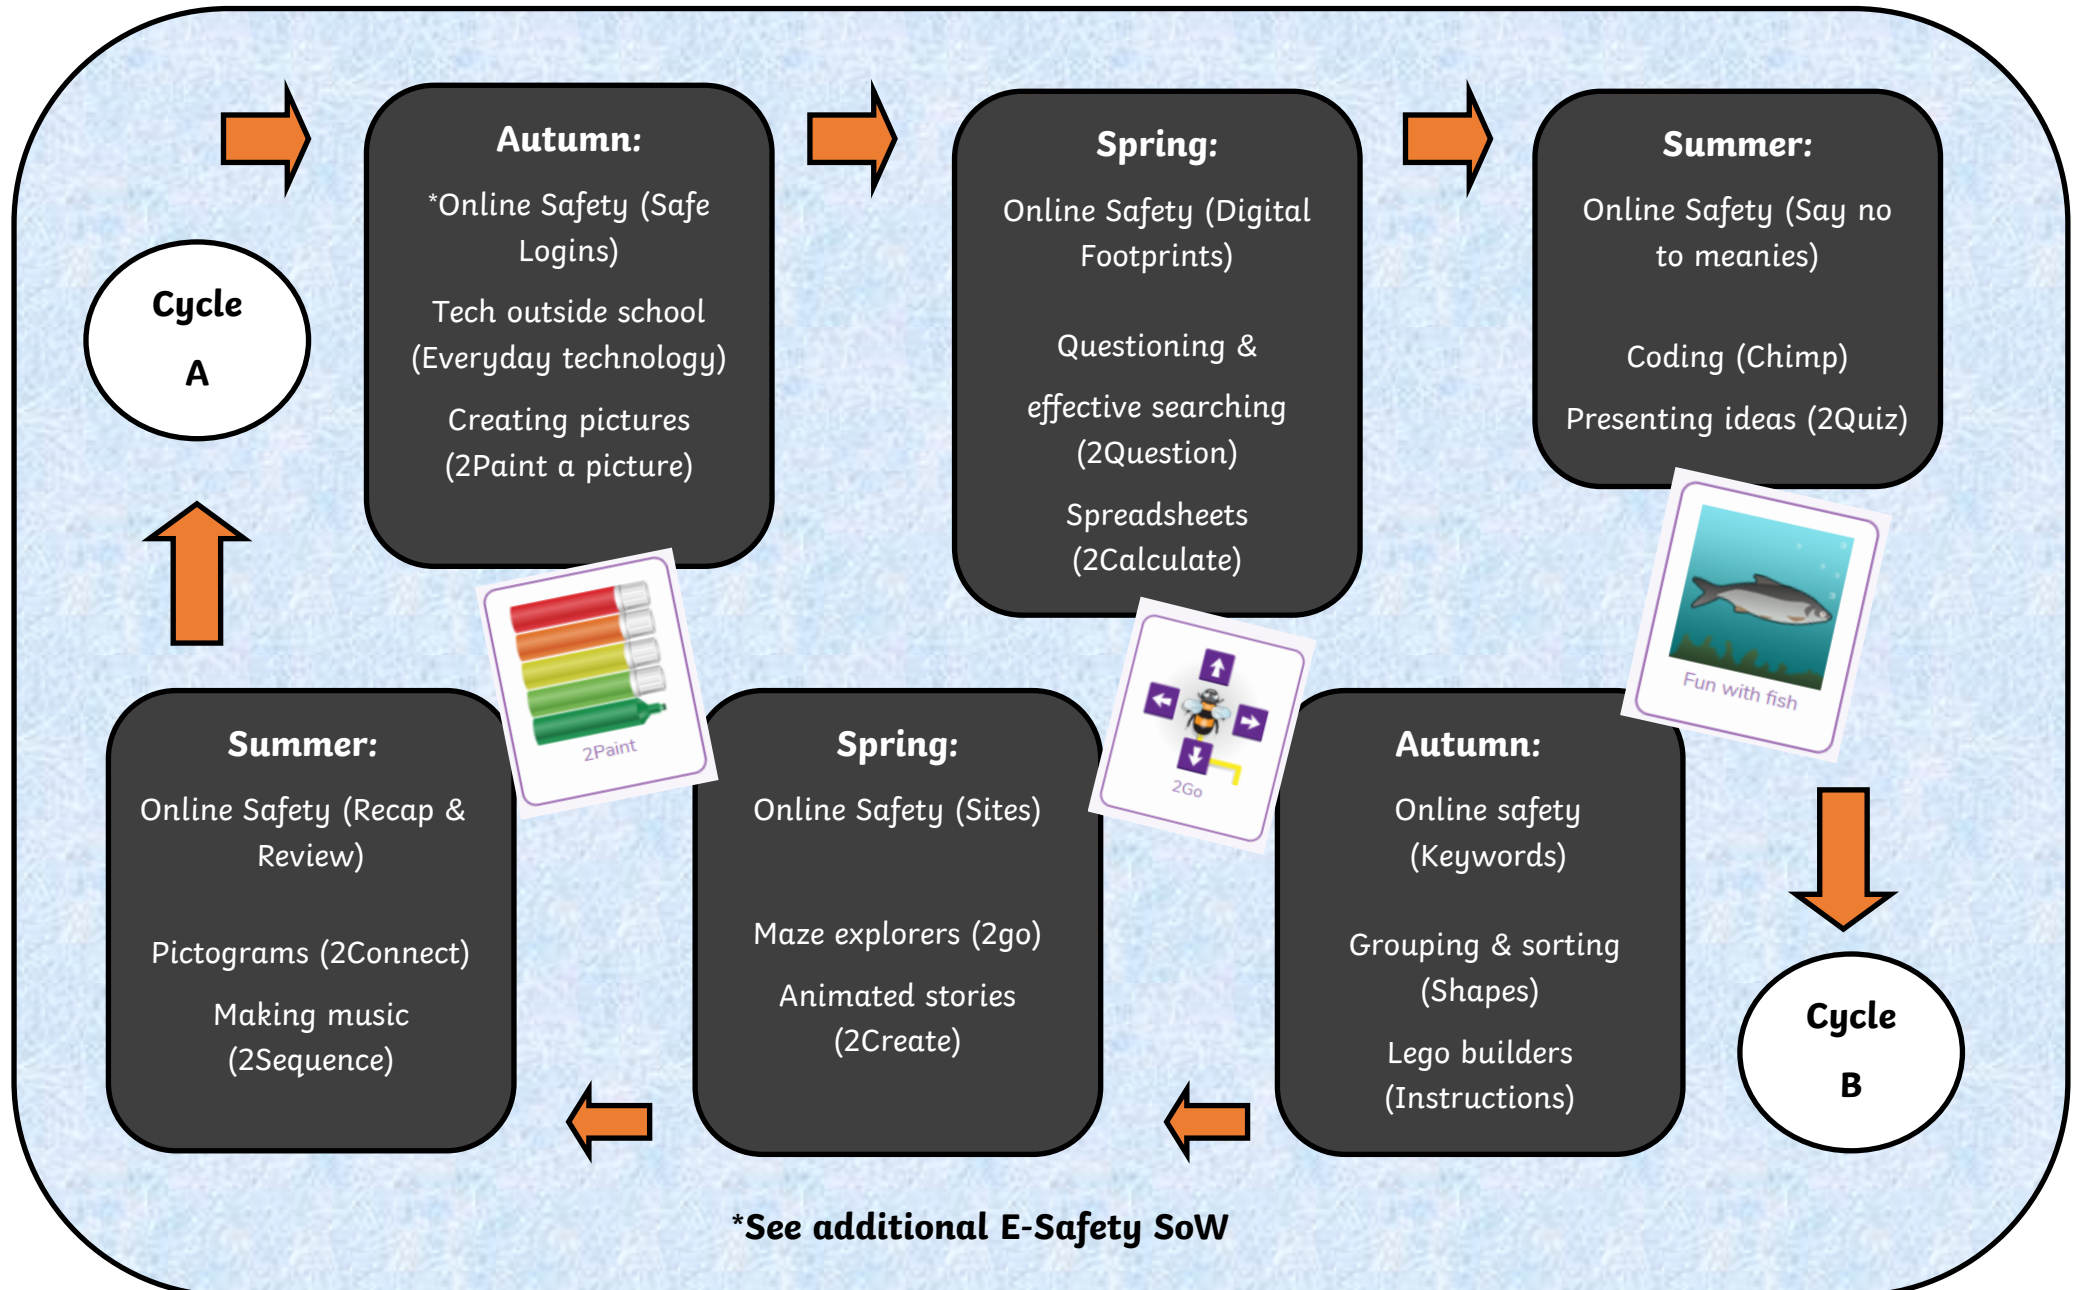 Cycle
A
Autumn:
*Online Safety (Safe
Logins)
Tech outside school
(Everyday technology)
Creating pictures
(2Paint a picture)
Spring:
Online Safety (Digital
Footprints)
Questioning &
effective searching
(2Question)
Spreadsheets
(2Calculate)
Summer:
Online Safety (Say no
to meanies)
Coding (Chimp)
Presenting ideas (2Quiz)
2Paint
2Go
Fun with fish
Cycle
B
Autumn:
Online safety
(Keywords)
Grouping & sorting
(Shapes)
Lego builders
(Instructions)
Spring:
Online Safety (Sites)
Maze explorers (2go)
Animated stories
(2Create)
Summer:
Online Safety (Recap &
Review)
Pictograms (2Connect)
Making music
(2Sequence)
*See additional E-Safety SoW